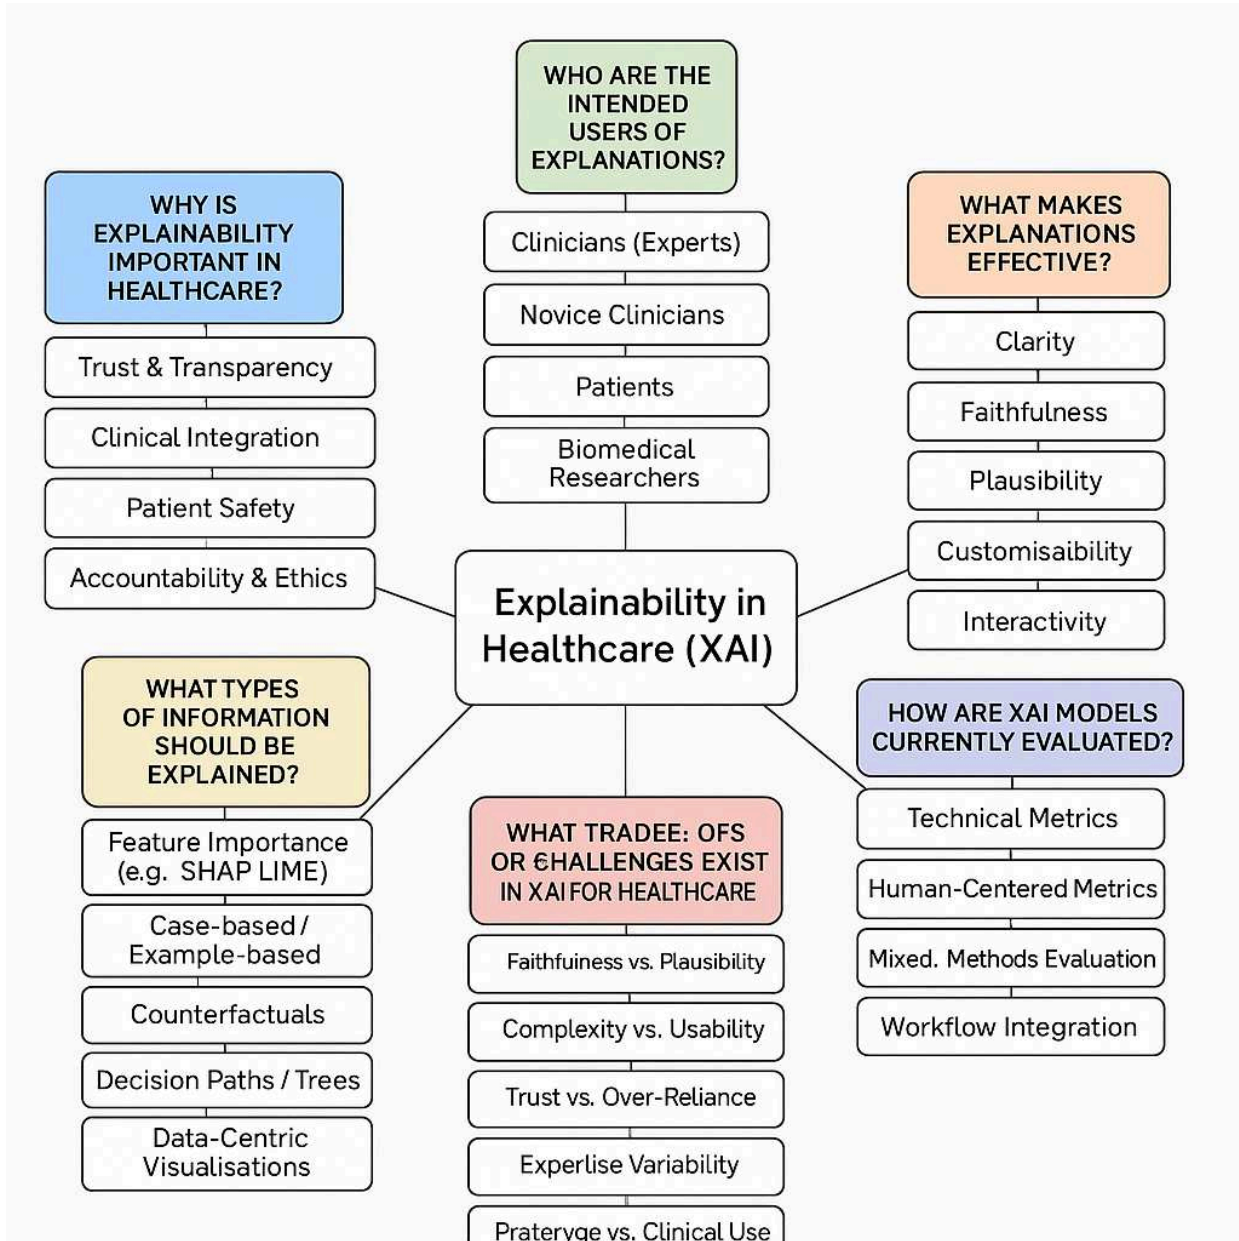 WHO ARE THE
INTENDED
USERS OF
EXPLANATIONS?
Clinicians (Experts)
Novice Clinicians
Patients
Biomedical
Researchers
WHY IS
EXPLAINABILITY
IMPORTANT IN
HEALTHCARE?
Trust & Transparency
Clinical Integration
Patient Safety
Accountability & Ethics
WHAT MAKES
EXPLANATIONS
EFFECTIVE?
Clarity
Faithfulness
Plausibility
Customisaibility
Interactivity
Explainability in
Healthcare (XAI)
WHAT TYPES
OF INFORMATION
SHOULD BE
EXPLAINED?
Feature Importance
(e.g. SHAP LIME)
Case-based /
Example-based
Counterfactuals
Decision Paths / Trees
Data-Centric
Visualisations
WHAT TRADEE: OFS
OR CHALLENGES EXIST
IN XAI FOR HEALTHCARE
Faithfuiness vs. Plausibility
Complexity vs. Usability
Trust vs. Over-Reliance
Experlise Variability
Prateryge vs. Clinical Use
HOW ARE XAI MODELS
CURRENTLY EVALUATED?
Technical Metrics
Human-Centered Metrics
Mixed. Methods Evaluation
Workflow Integration